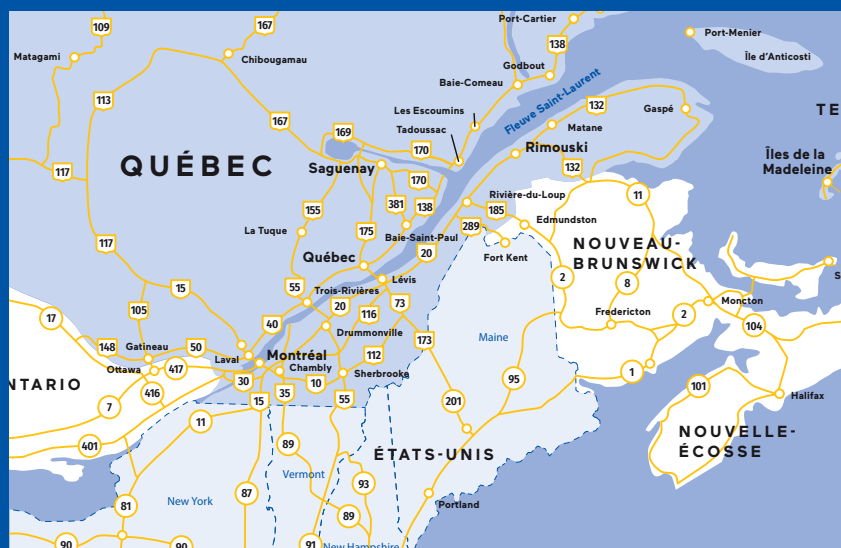 167
109
Port-Cartier
Port-Menier
Matagami
Chibougamau
138
Île d'Anticosti
Godbout
Baie-Comeau
113
Fleuve Saint-Laurent
132
Les Escoumins
Gaspé
TE
167
169
Tadoussac
Matane
QUÉBEC
170
Rimouski
Îles de la
Madeleine
117
Saguenay
132
170
155
381
138
Rivière-du-Loup
185
11
La Tuque
175
Baie-Saint-Paul
289
Edmundston
117
20
NOUVEAU-
BRUNSWICK
Québec
Fort Kent
15
55
Lévis
2
8
S
Trois-Rivières
20
73
Moncton
105
116
Fredericton
2
17
40
Drummonville
Maine
104
148
Gatineau
50
173
Laval
Montréal
112
Ottawa
417
Chambly
Sherbrooke
1
NTARIO
30
10
95
101
416
15
35
55
201
Halifax
7
11
401
89
NOUVELLE-
ÉCOSSE
ÉTATS-UNIS
Vermont
93
87
New York
81
Portland
89
90
90
91
New Hampshire